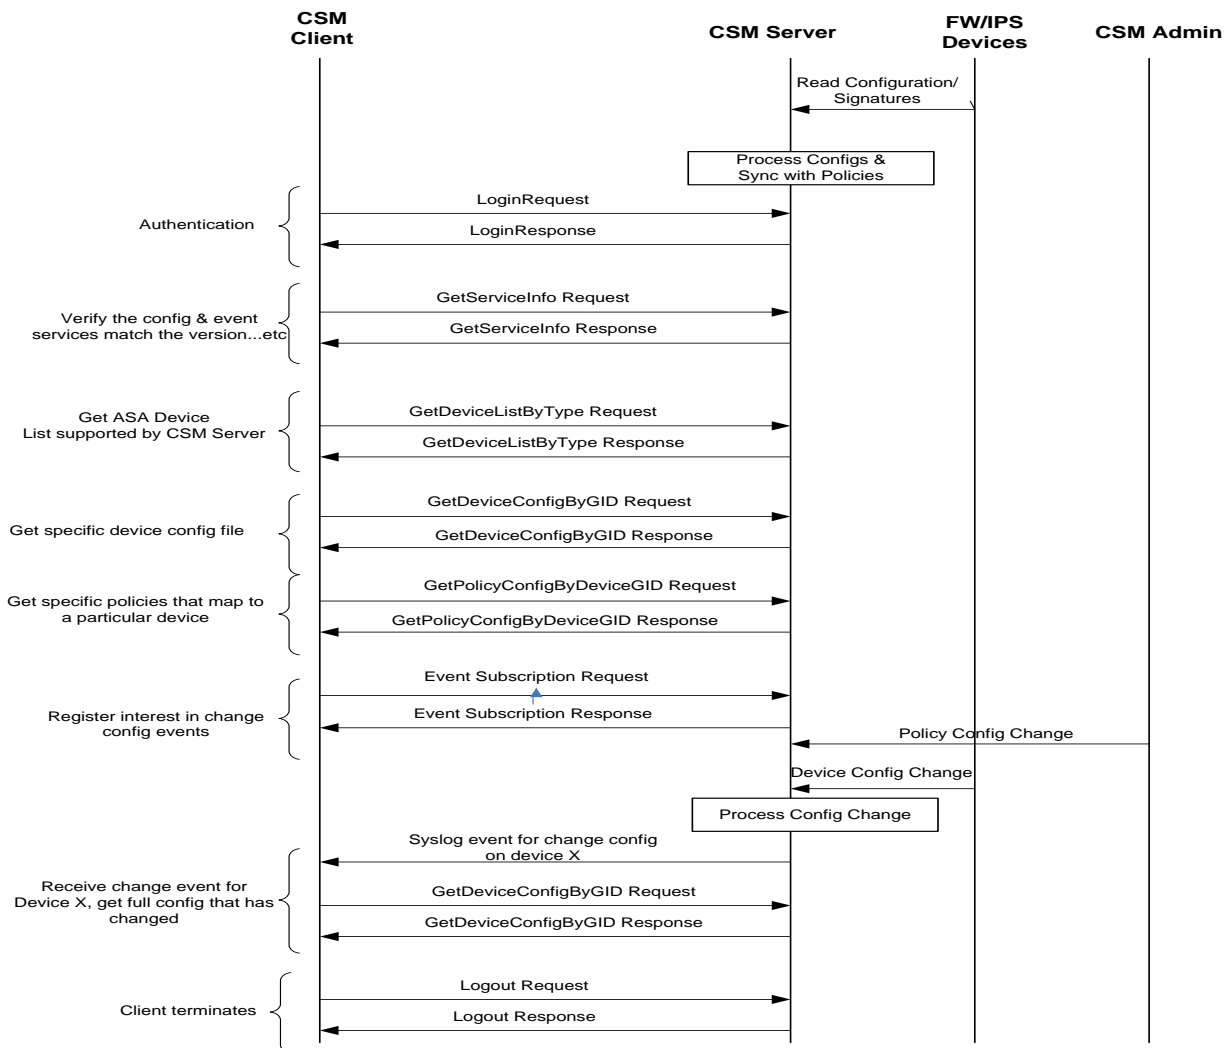 CSM
Client
CSM Server
FW/IPS
Devices
CSM Admin
Read Configuration/
Signatures
Process Configs &
Sync with Policies
Authentication
LoginRequest
LoginResponse
Verify the config & event
services match the version...etc
GetServiceInfo Request
GetServiceInfo Response
Get ASA Device
List supported by CSM Server
GetDeviceListByType Request
GetDeviceListByType Response
Get specific device config file
GetDeviceConfigByGID Request
GetDeviceConfigByGID Response
Get specific policies that map to
a particular device
GetPolicyConfigByDeviceGID Request
GetPolicyConfigByDeviceGID Response
Register interest in change
config events
Event Subscription Request
Event Subscription Response
Policy Config Change
Device Config Change
Process Config Change
Syslog event for change config
on device X
Receive change event for
Device X, get full config that has
changed
GetDeviceConfigByGID Request
GetDeviceConfigByGID Response
Client terminates
Logout Request
Logout Response